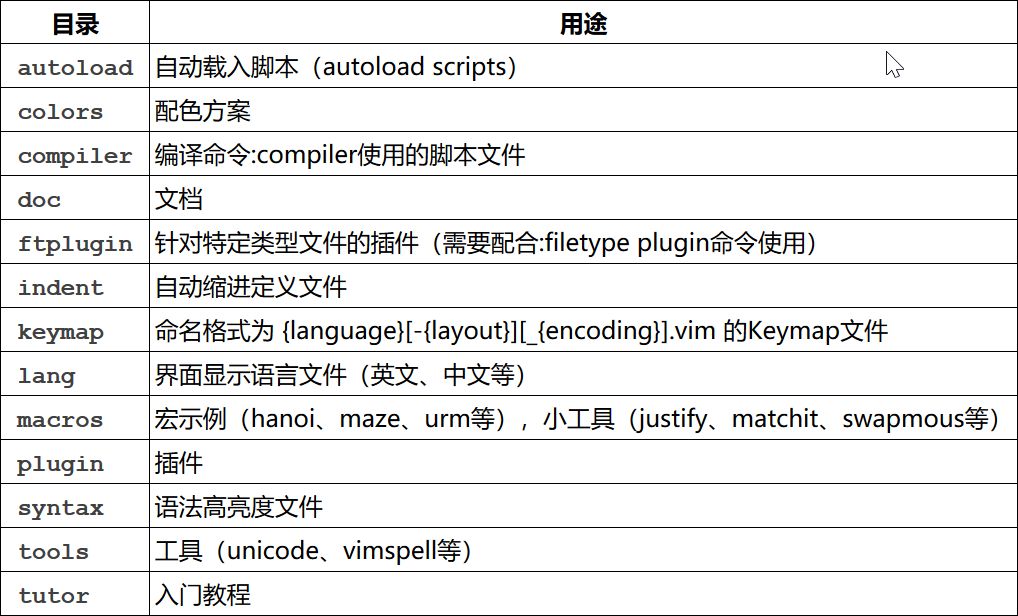 目录 用途
autoload 自动载入脚本（autoload scripts）
colors 配色方案
compiler 编译命令:compiler使用的脚本文件
doc 文档
ftplugin 针对特定类型文件的插件（需要配合:filetype plugin命令使用）
indent 自动缩进定义文件
keymap 命名格式为 {language}[-{layout}][_{encoding}].vim 的Keymap文件
lang 界面显示语言文件（英文、中文等）
macros 宏示例（hanoi、maze、urm等），小工具（justify、matchit、swapmous等）
plugin 插件
syntax 语法高亮度文件
tools 工具（unicode、vimspell等）
tutor 入门教程